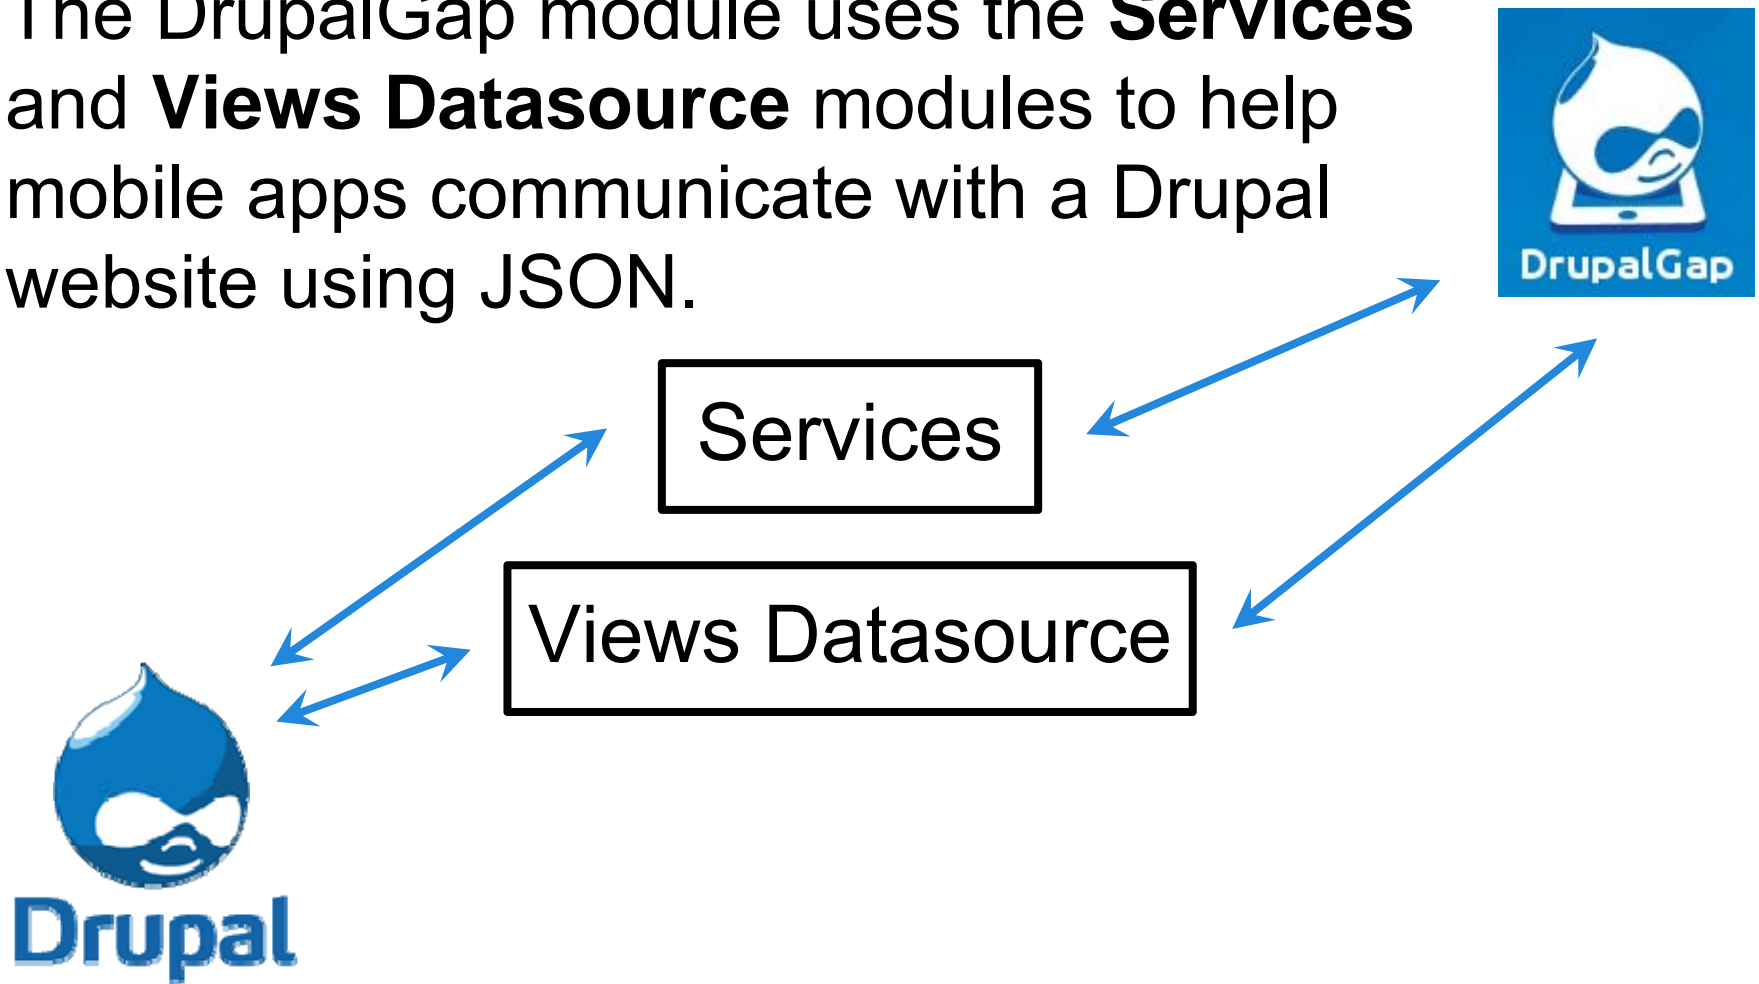 The DrupalGap module uses the Services
and Views Datasource modules to help
mobile apps communicate with a Drupal
website using JSON.
DrupalGap
Services
Views Datasource
Drupal